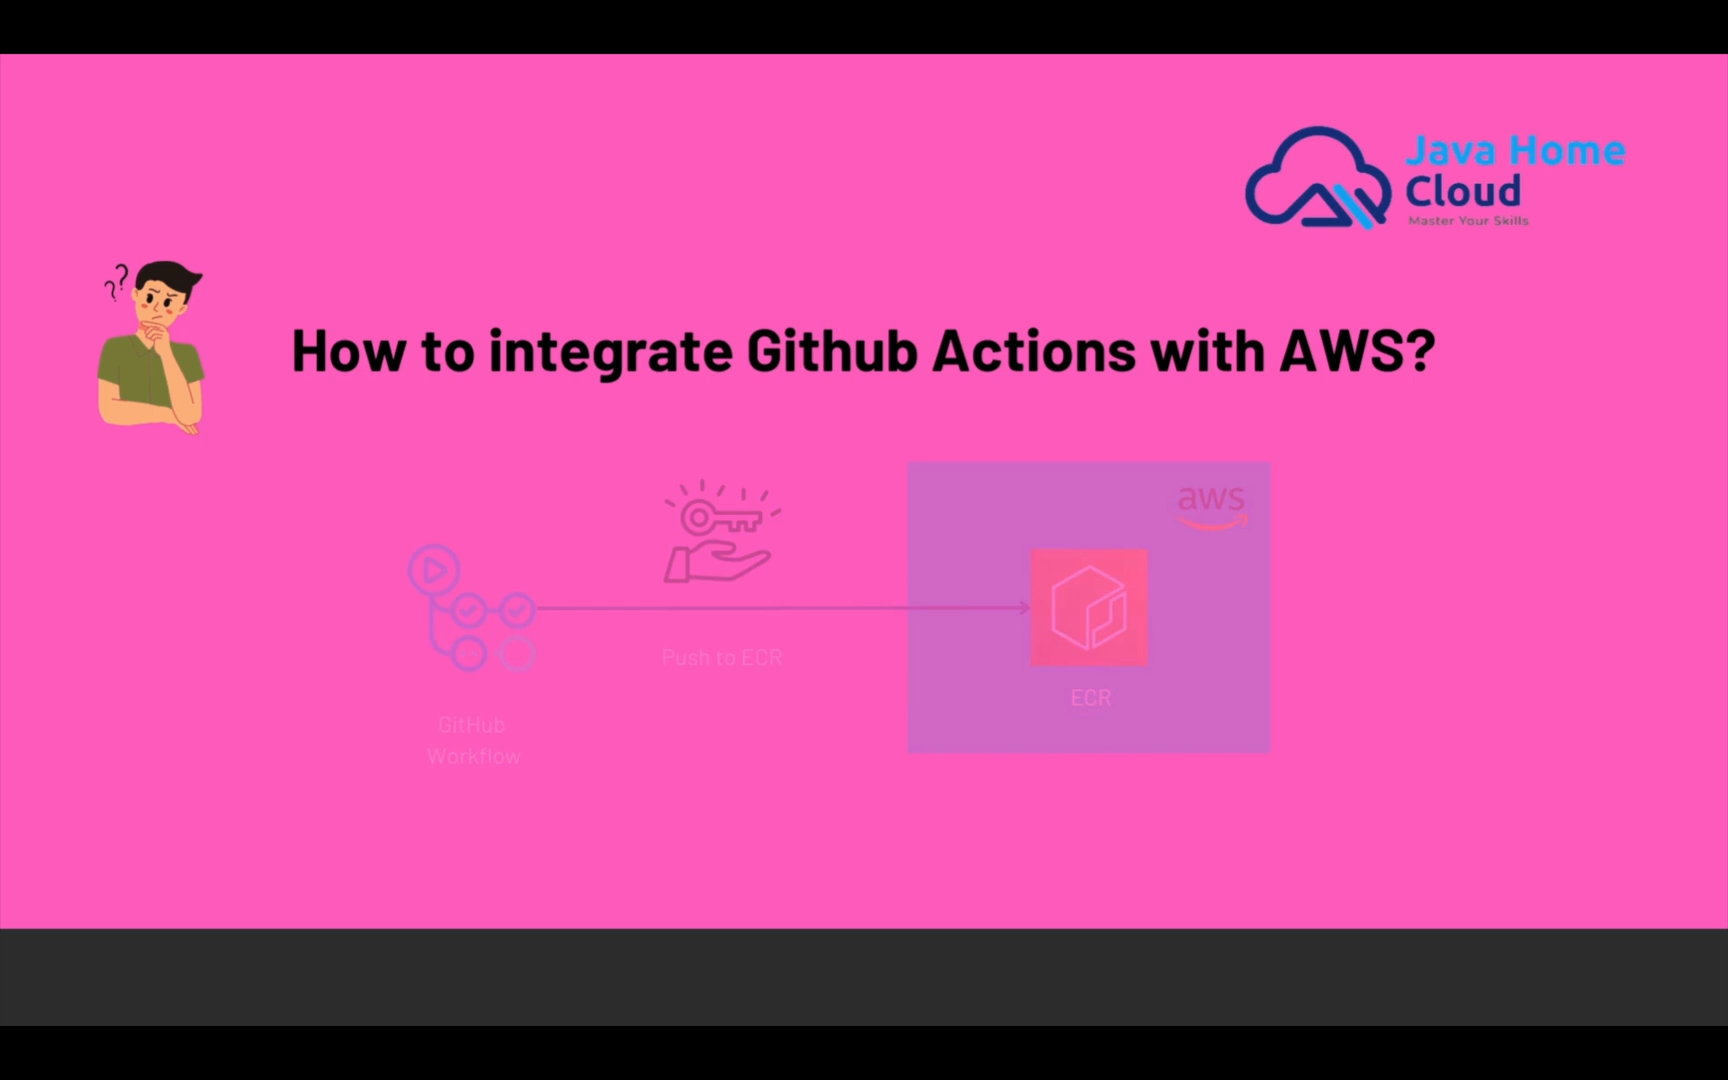 Java Home
Cloud
Master Your Skills
? ?
How to integrate Github Actions with AWS?
aws
Push to ECR
ECR
GitHub
Workflow